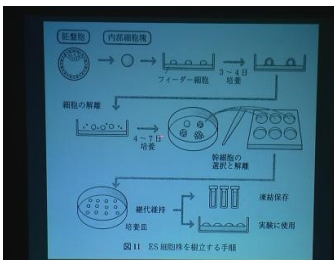 胚盤胞
内部細胞塊
フィーダー細胞
3〜4日
培養
細胞の解離
4〜7日
培養
幹細胞の
選択と解離
継代維持
凍結保存
培養皿
実験に使用
図11 ES細胞株を樹立する手順